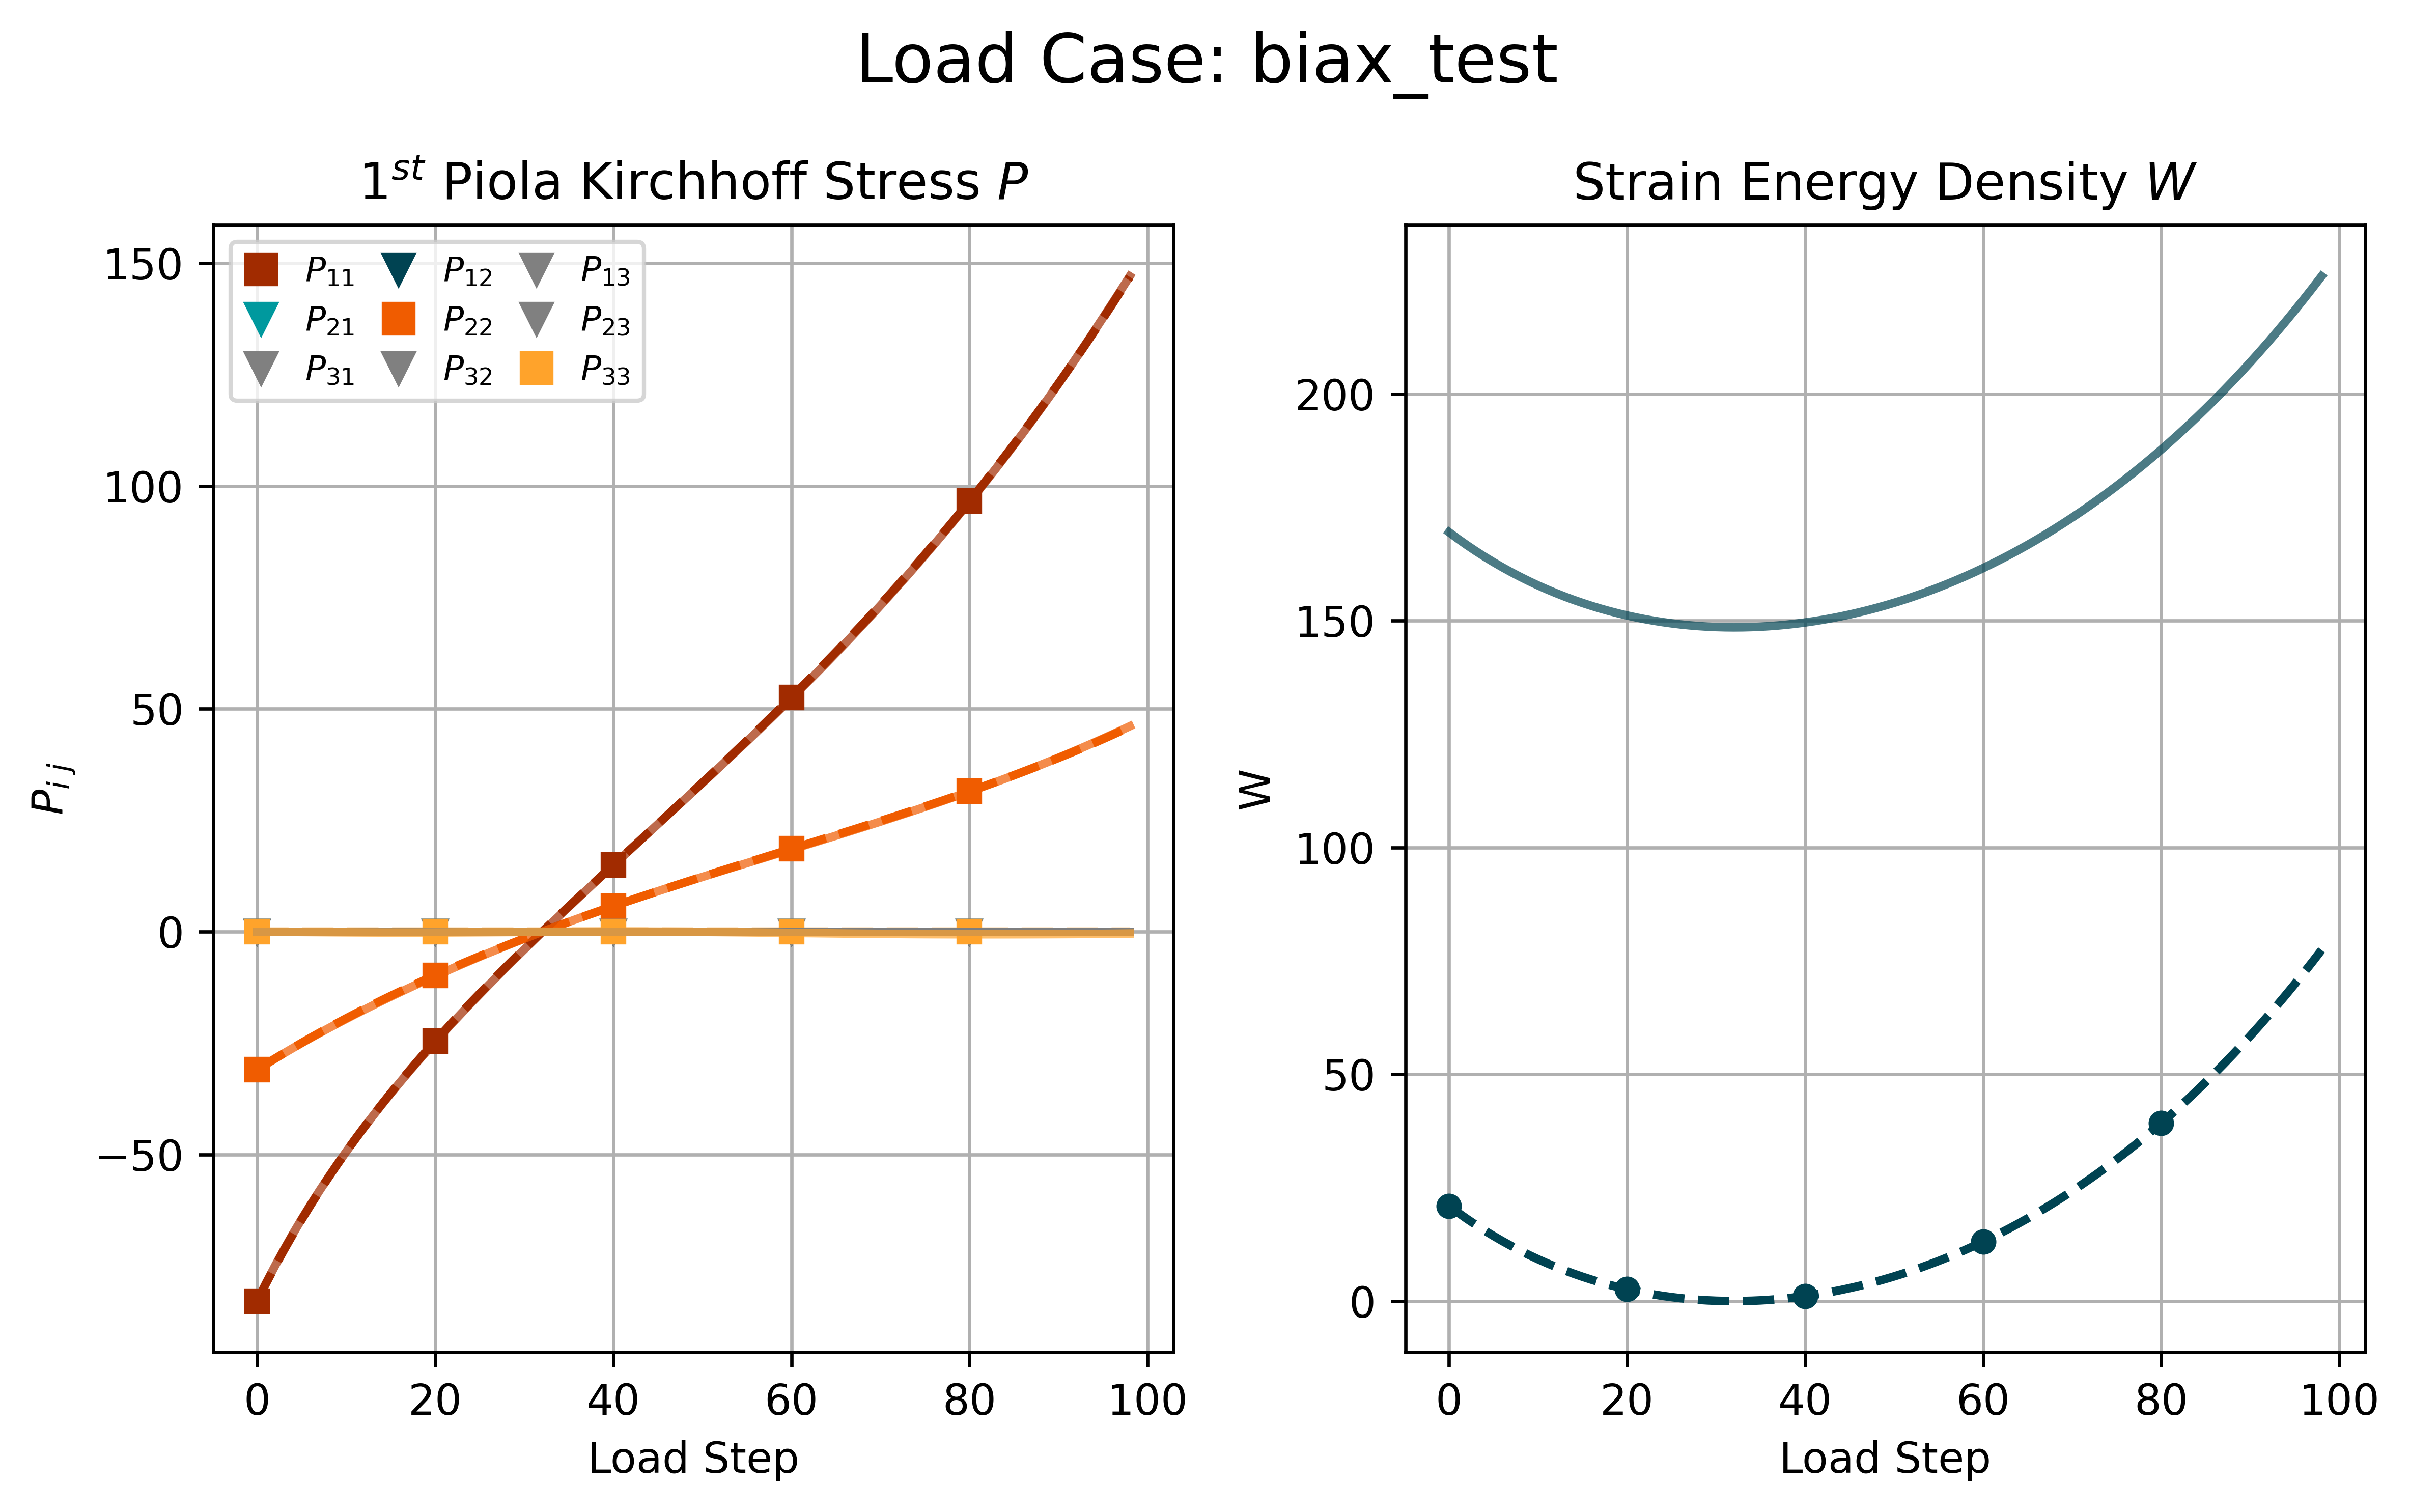 Load Case: biax_test
1st Piola Kirchhoff Stress P
P11 P12 P13
P21 P22 P23
P31 P32 P33
150
100
50
0
−50
Pi j
0 20 40 60 80 100
Load Step
Strain Energy Density W
200
150
100
50
0
W
0 20 40 60 80 100
Load Step